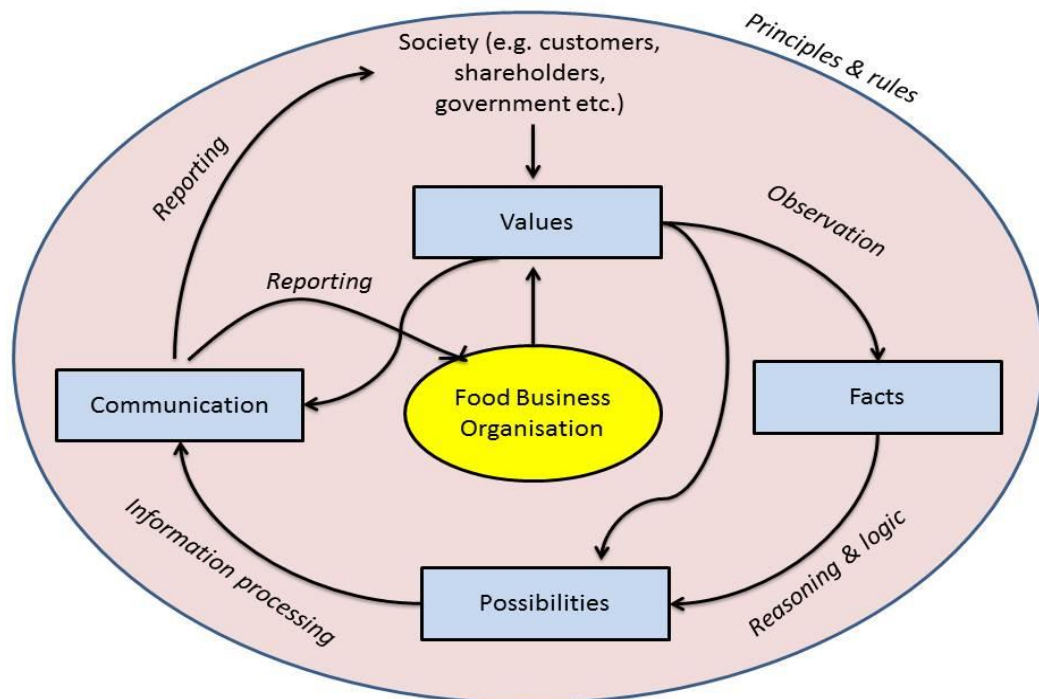 Principles & rules
Society (e.g. customers,
shareholders,
government etc.)
Reporting
Values
Observation
Reporting
Communication
Food Business
Organisation
Facts
Information processing
Possibilities
Reasoning & logic